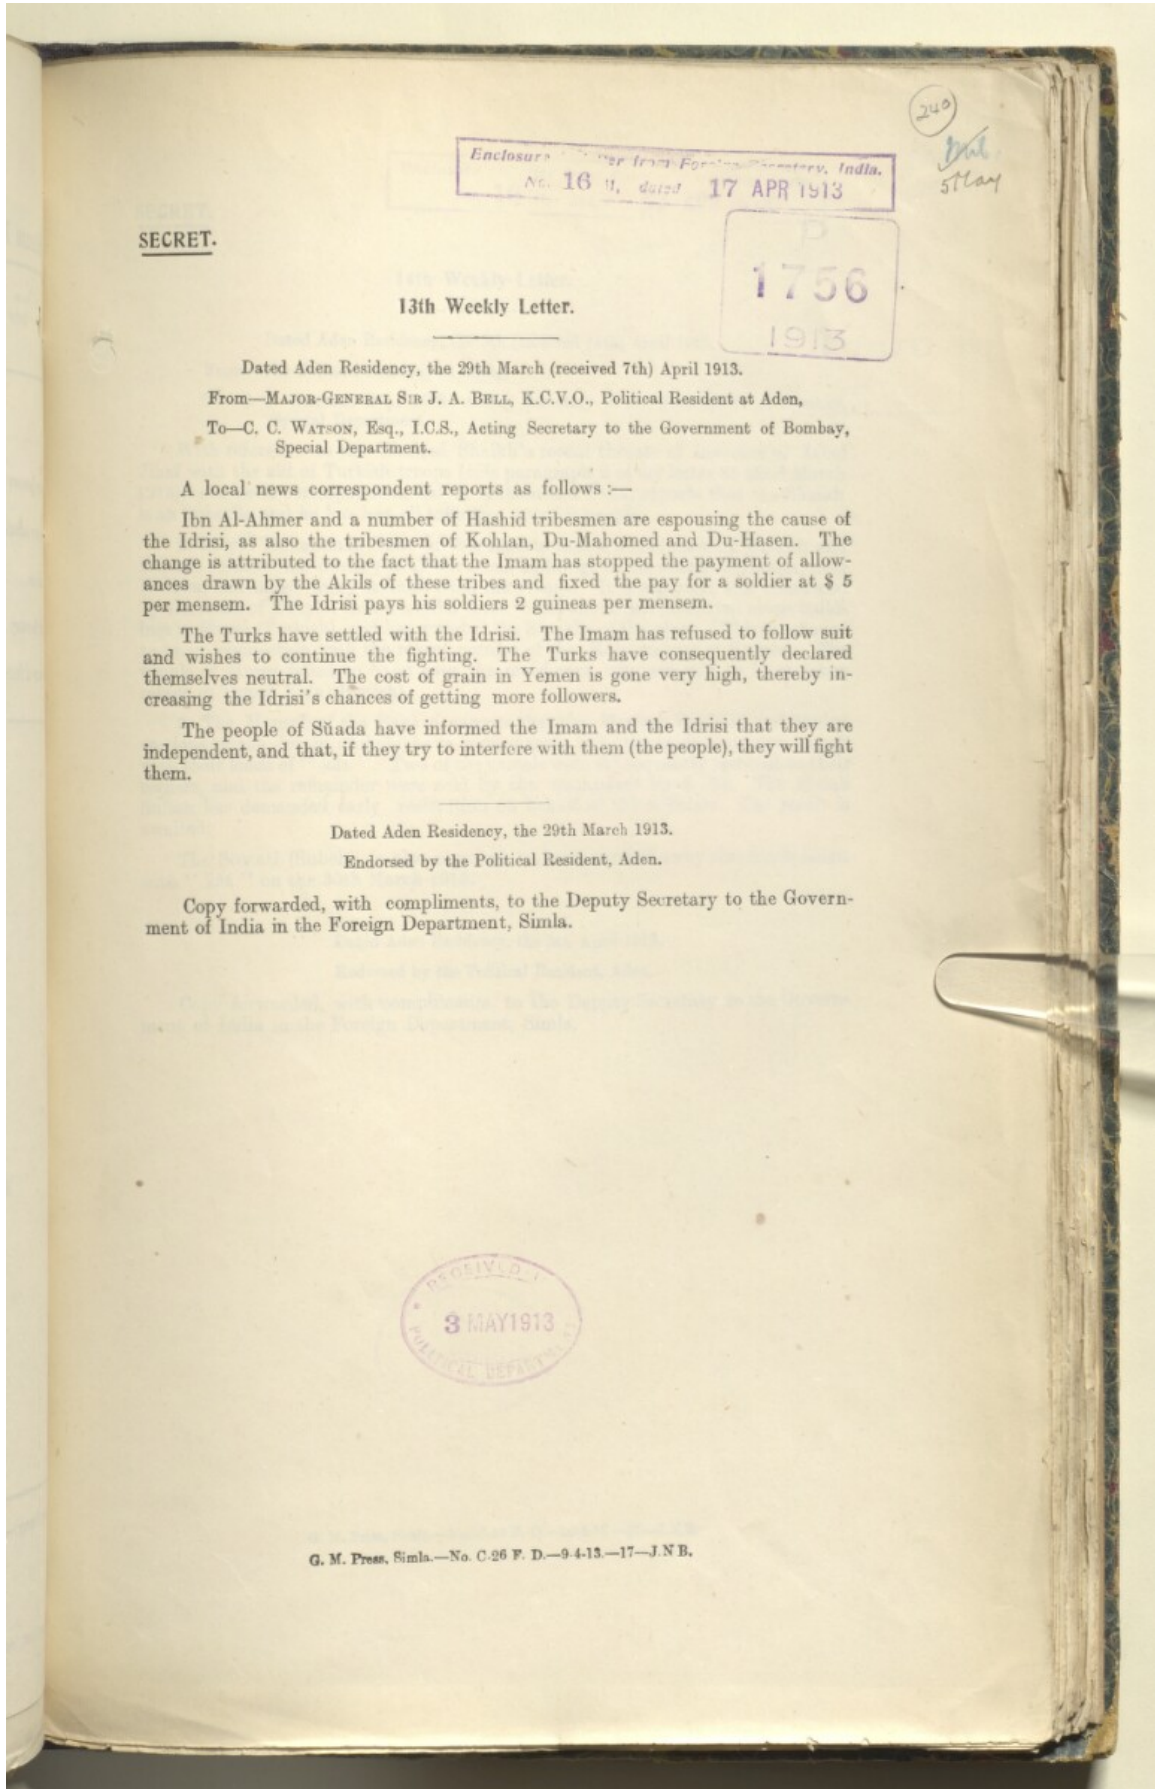 240
5 May
Enclosure from Foreign Secretary, India.
No. 16 M, dated 17 APR 1913
SECRET.
P
1756
1913
13th Weekly Letter.
Dated Aden Residency, the 29th March (received 7th) April 1913.
From—MAJOR-GENERAL SIR J. A. BELL, K.C.V.O., Political Resident at Aden,
To—C. C. WATSON, Esq., I.C.S., Acting Secretary to the Government of Bombay,
Special Department.
A local news correspondent reports as follows :—
Ibn Al-Ahmer and a number of Hashid tribesmen are espousing the cause of
the Idrisi, as also the tribesmen of Kohlan, Du-Mahomed and Du-Hasen. The
change is attributed to the fact that the Imam has stopped the payment of allow-
ances drawn by the Akils of these tribes and fixed the pay for a soldier at $ 5
per mensem. The Idrisi pays his soldiers 2 guineas per mensem.
The Turks have settled with the Idrisi. The Imam has refused to follow suit
and wishes to continue the fighting. The Turks have consequently declared
themselves neutral. The cost of grain in Yemen is gone very high, thereby in-
creasing the Idrisi's chances of getting more followers.
The people of Sŭada have informed the Imam and the Idrisi that they are
independent, and that, if they try to interfere with them (the people), they will fight
them.
Dated Aden Residency, the 29th March 1913.
Endorsed by the Political Resident, Aden.
Copy forwarded, with compliments, to the Deputy Secretary to the Govern-
ment of India in the Foreign Department, Simla.
RECEIVED
3 MAY 1913
POLITICAL DEPARTMENT
G. M. Press, Simla.—No. C-26 F. D.—9-4-13.—17—J.N B.